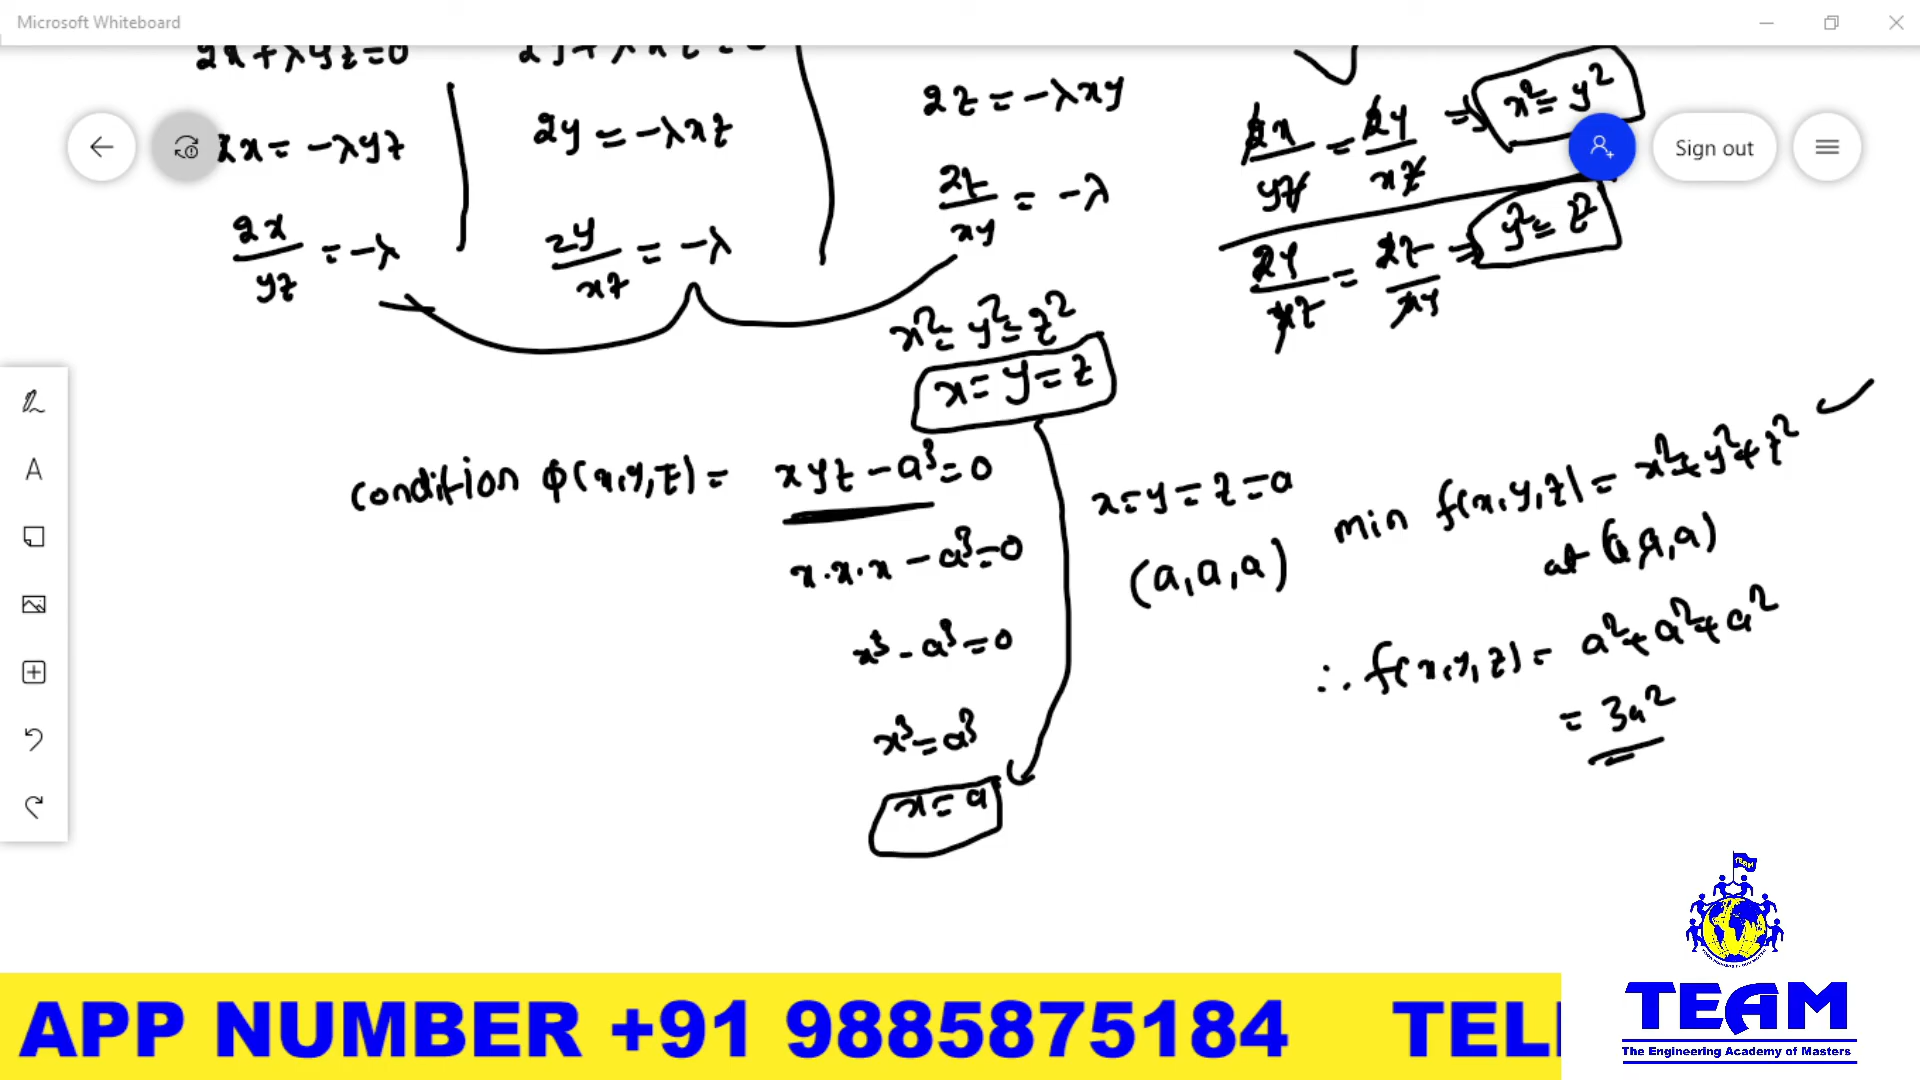 Microsoft Whiteboard
2x + λyz = 0
2x = -λyz
2x/yz = -λ
2y = -λxz
2y/xz = -λ
2z = -λxy
2z/xy = -λ
2x/yz = 2y/xz ⇒ x² = y²
2y/xz = 2z/xy ⇒ y² = z²
Sign out
x² = y² = z²
x = y = z
condition φ(x,y,z) = xyz - a³ = 0
x·x·x - a³ = 0
x³ - a³ = 0
x³ = a³
x = a
x = y = z = a
(a, a, a)
min f(x,y,z) = x² + y² + z²
at (a, a, a)
∴ f(x,y,z) = a² + a² + a²
= 3a²
TEAM
The Engineering Academy of Masters
APP NUMBER +91 9885875184